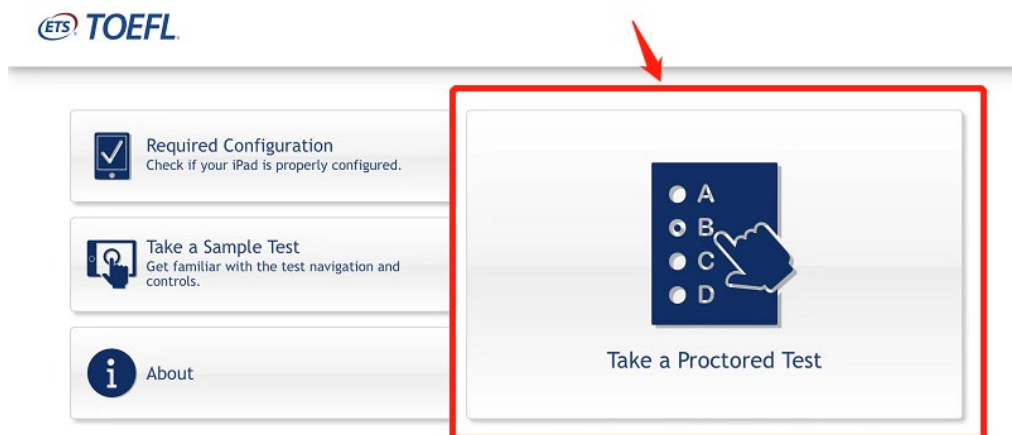 ETS TOEFL.
Required Configuration
Check if your iPad is properly configured.
Take a Sample Test
Get familiar with the test navigation and
controls.
i About
A
B
C
D
Take a Proctored Test